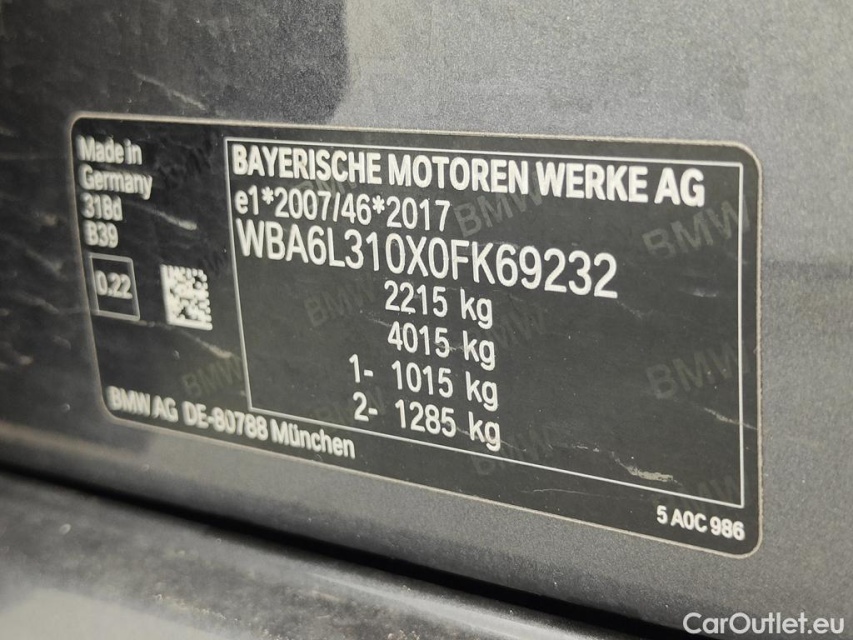 Made in
Germany
318d
B39
0.22
BAYERISCHE MOTOREN WERKE AG
e1*2007/46*2017
WBA6L310X0FK69232
2215 kg
4015 kg
1- 1015 kg
2- 1285 kg
BMW AG DE-80788 München
5 A0C 986
CarOutlet.eu